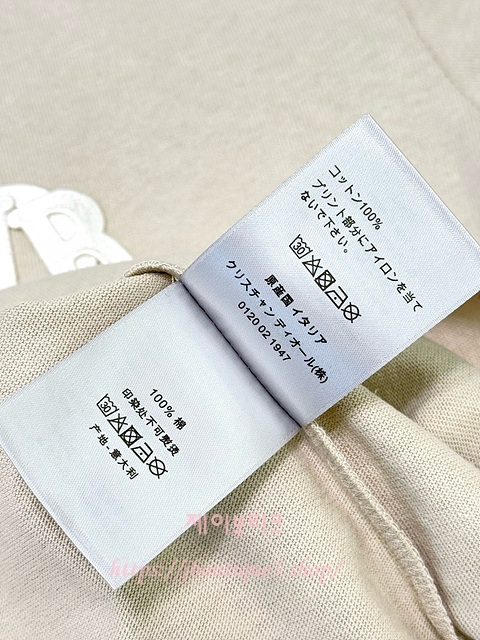 コットン100%
プリント部分にアイロンを当て
ないで下さい。
30
原産国 イタリア
クリスチャン ディオール(株)
0120.02.1947
100% 棉
印染处不可熨烫
30
产地 - 意大利